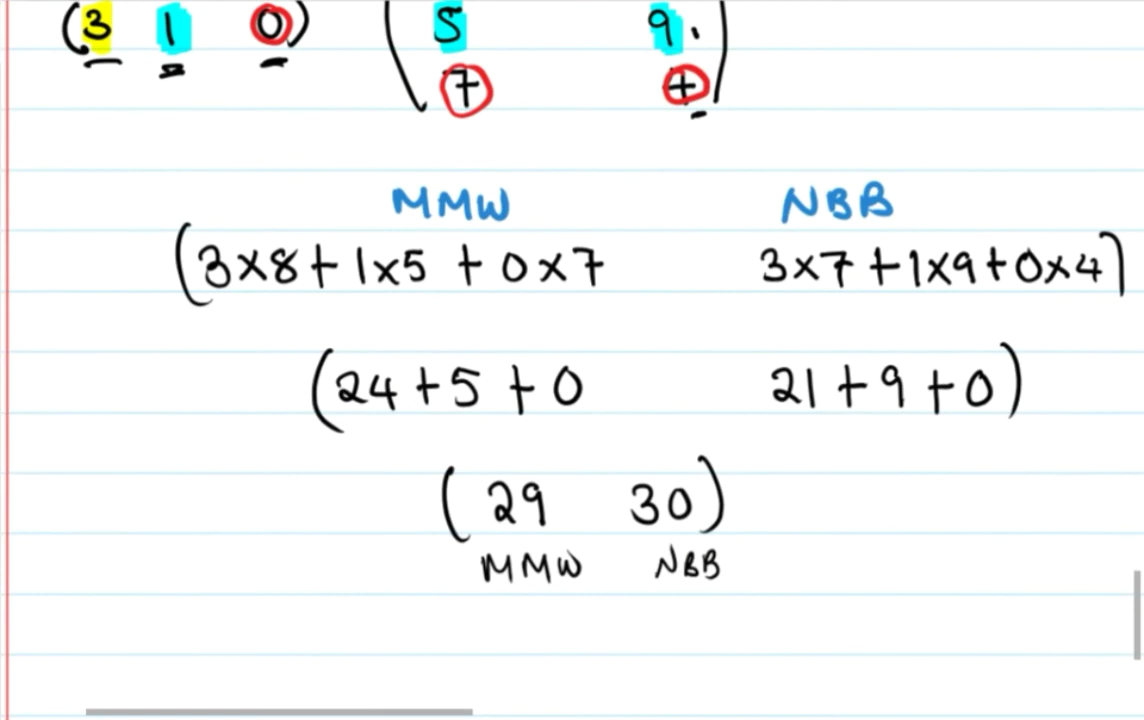 (3 1 0) ( 5 9. )
7 4
MMW NBB
(3×8+1×5+0×7 3×7+1×9+0×4)
(24+5+0 21+9+0)
(29 30)
MMW NBB